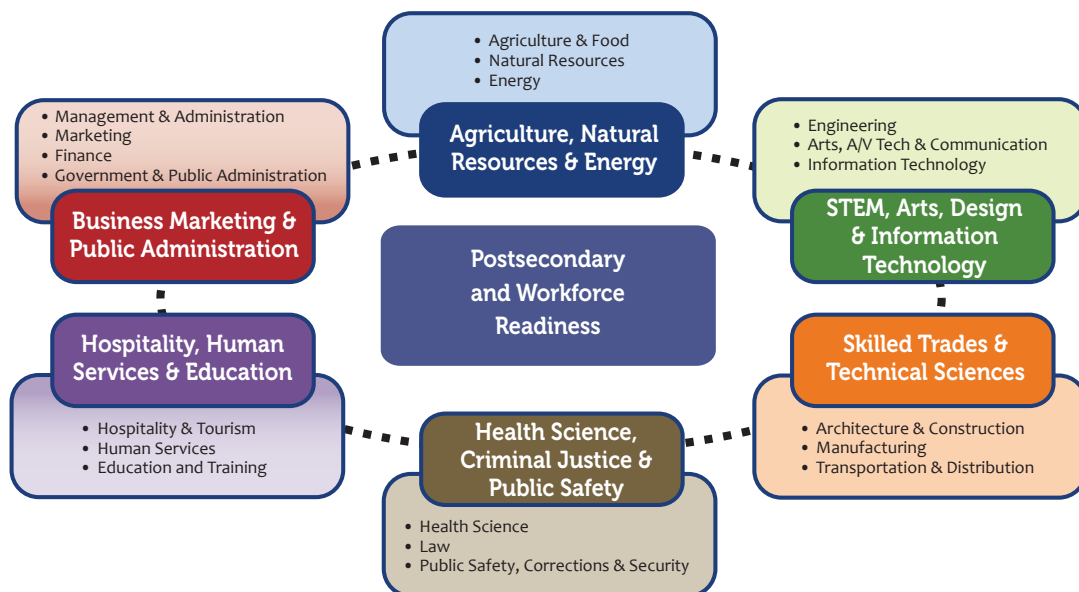 • Agriculture & Food
• Natural Resources
• Energy
Agriculture, Natural
Resources & Energy
• Management & Administration
• Marketing
• Finance
• Government & Public Administration
Business Marketing &
Public Administration
• Engineering
• Arts, A/V Tech & Communication
• Information Technology
STEM, Arts, Design
& Information
Technology
Postsecondary
and Workforce
Readiness
Hospitality, Human
Services & Education
• Hospitality & Tourism
• Human Services
• Education and Training
Skilled Trades &
Technical Sciences
• Architecture & Construction
• Manufacturing
• Transportation & Distribution
Health Science,
Criminal Justice &
Public Safety
• Health Science
• Law
• Public Safety, Corrections & Security